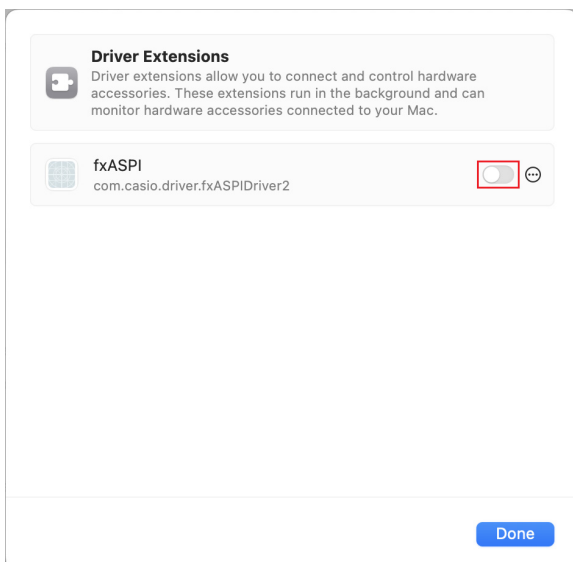 Driver Extensions
Driver extensions allow you to connect and control hardware
accessories. These extensions run in the background and can
monitor hardware accessories connected to your Mac.
fxASPI
com.casio.driver.fxASPIDriver2
Done